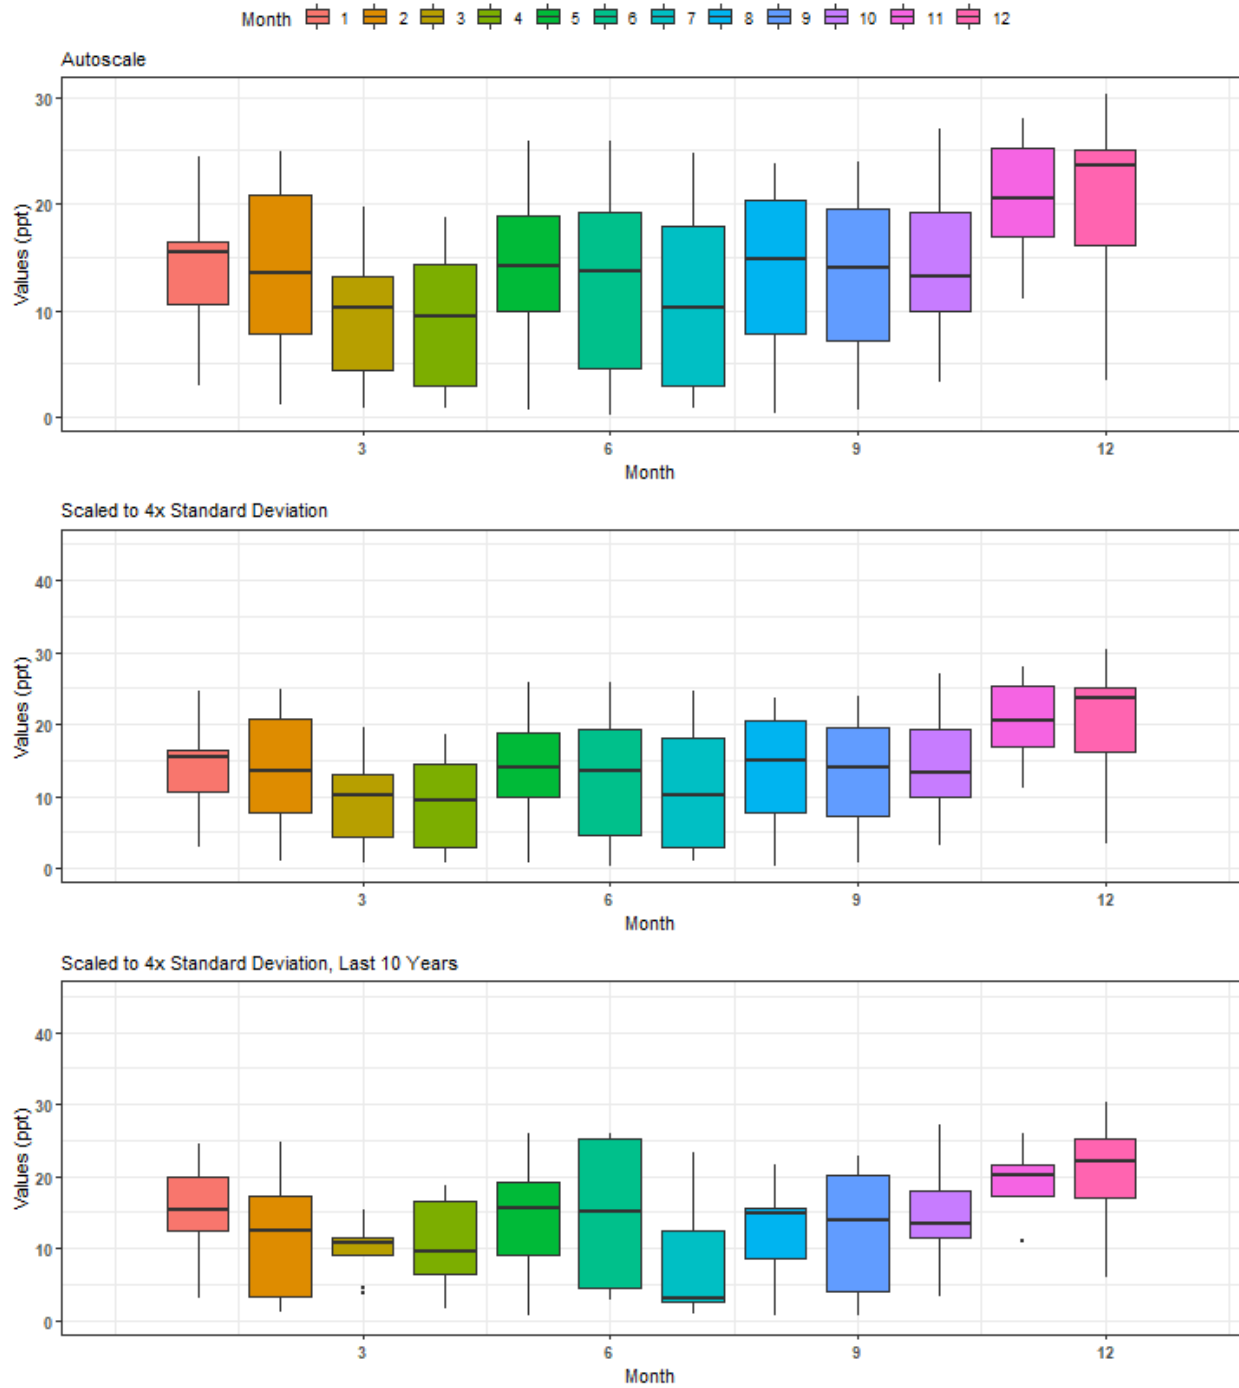 Month 1 2 3 4 5 6 7 8 9 10 11 12
Autoscale
Values (ppt)
30
20
10
0
3 6 9 12
Month
Scaled to 4x Standard Deviation
Values (ppt)
40
30
20
10
0
3 6 9 12
Month
Scaled to 4x Standard Deviation, Last 10 Years
Values (ppt)
40
30
20
10
0
3 6 9 12
Month